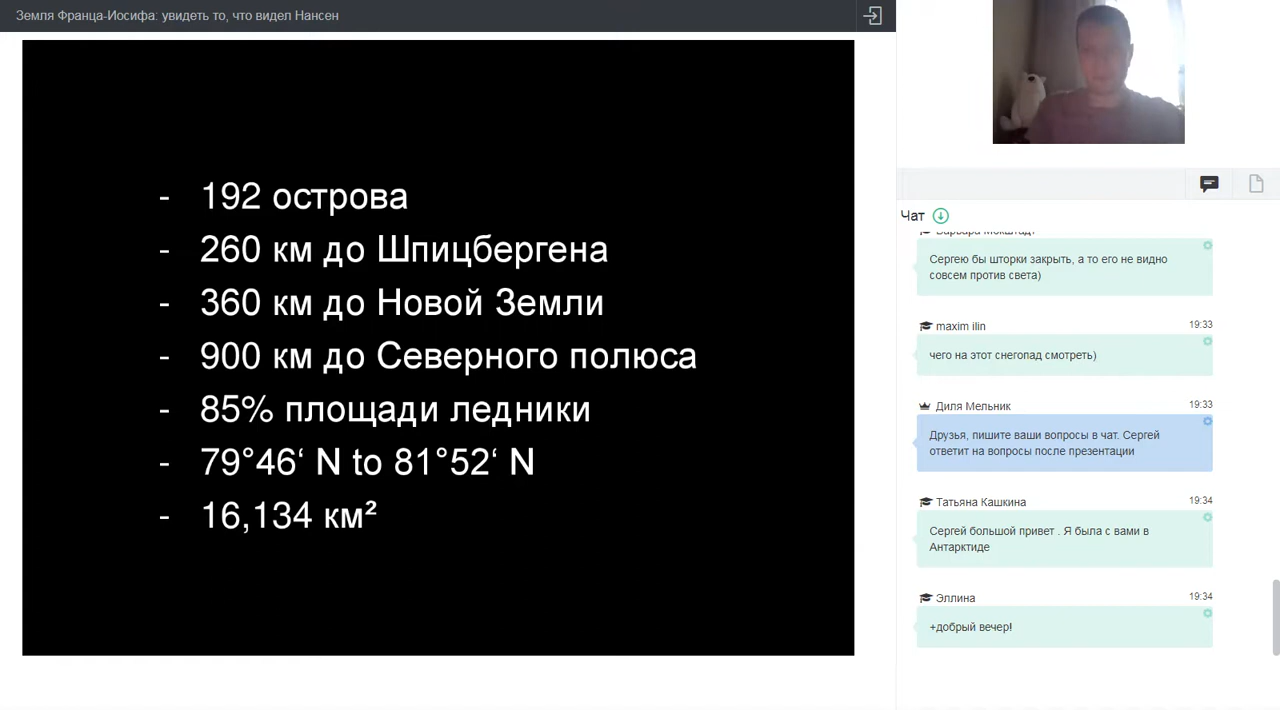 Земля Франца-Иосифа: увидеть то, что видел Нансен
- 192 острова
- 260 км до Шпицбергена
- 360 км до Новой Земли
- 900 км до Северного полюса
- 85% площади ледники
- 79°46‘ N to 81°52‘ N
- 16,134 км²
Чат
Сергею бы шторки закрыть, а то его не видно
совсем против света)
maxim ilin 19:33
чего на этот снегопад смотреть)
Диля Мельник 19:33
Друзья, пишите ваши вопросы в чат. Сергей
ответит на вопросы после презентации
Татьяна Кашкина 19:34
Сергей большой привет . Я была с вами в
Антарктиде
Эллина 19:34
+добрый вечер!